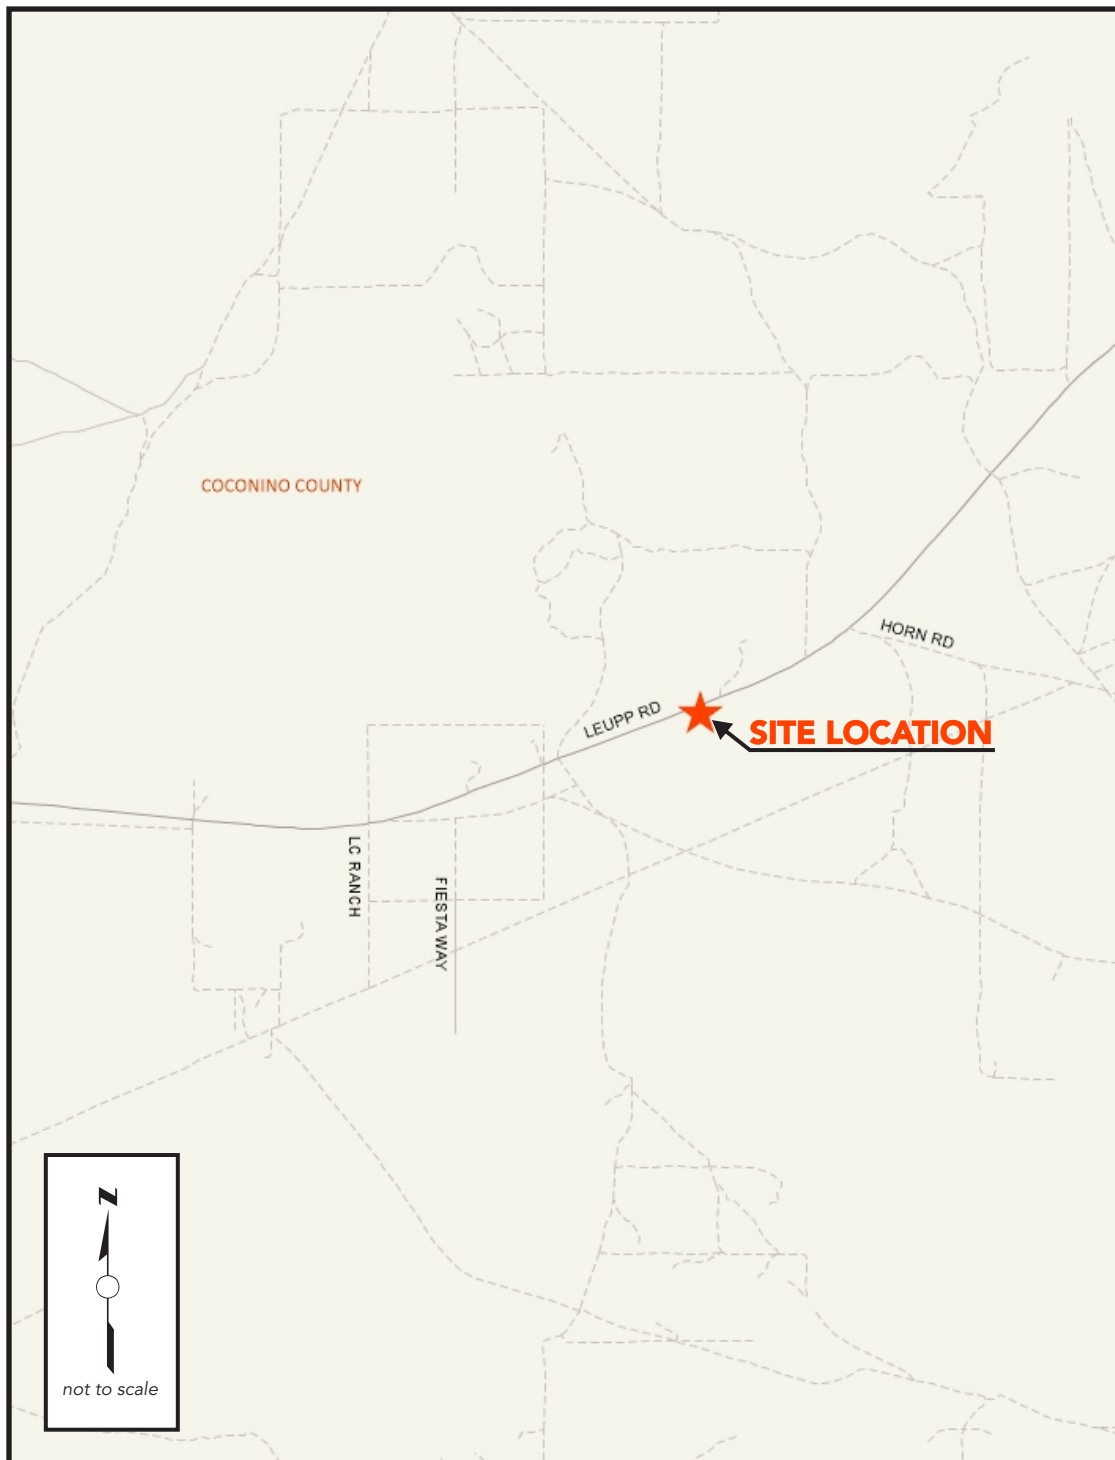 COCONINO COUNTY
HORN RD
LEUPP RD
SITE LOCATION
LC RANCH
FIESTA WAY
N
not to scale